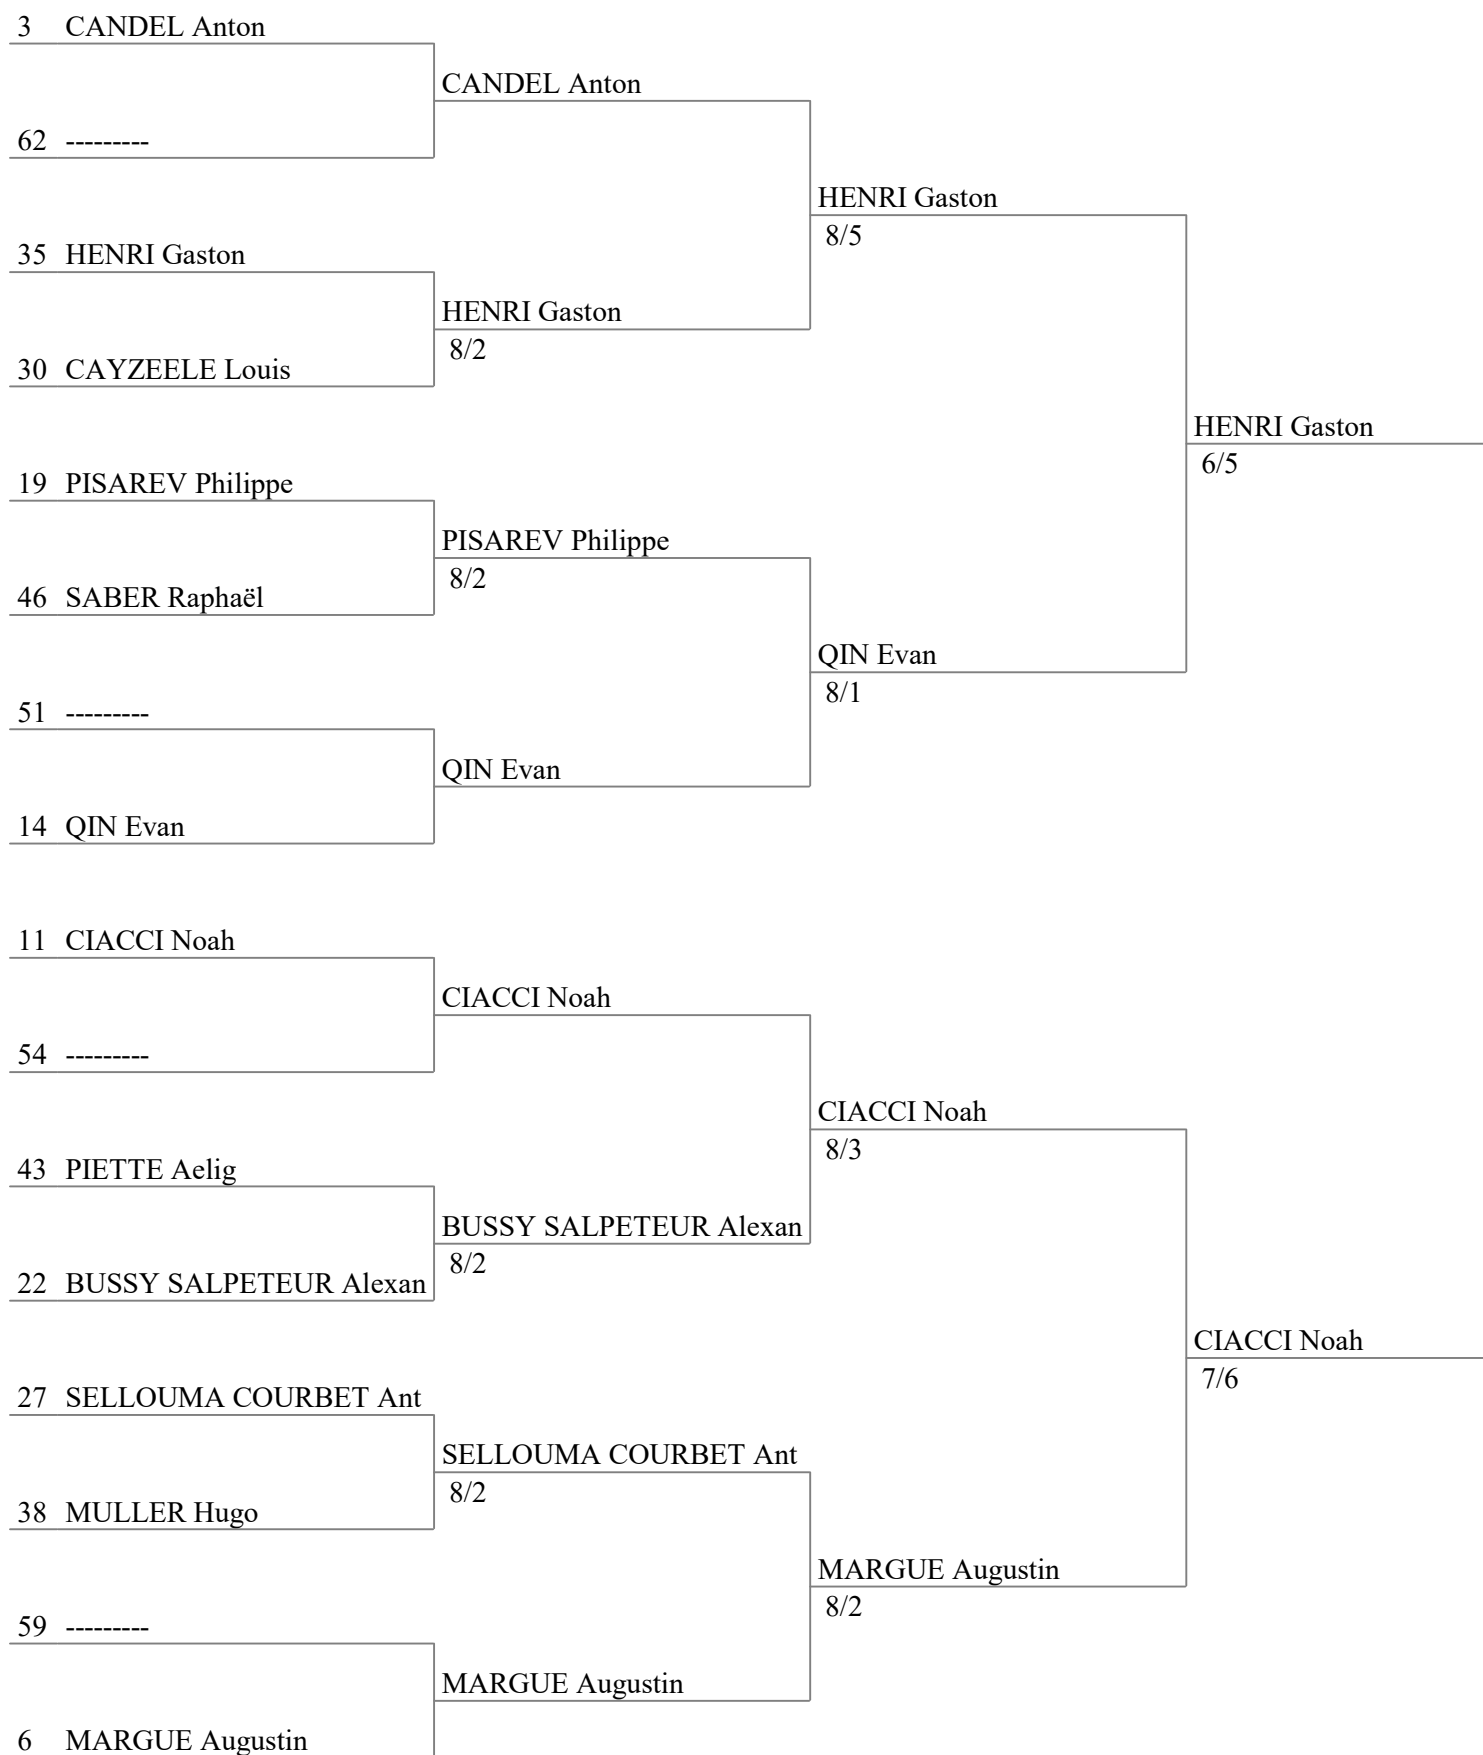 3 CANDEL Anton
CANDEL Anton
62 ---------
HENRI Gaston
8/5
35 HENRI Gaston
HENRI Gaston
8/2
30 CAYZEELE Louis
HENRI Gaston
6/5
19 PISAREV Philippe
PISAREV Philippe
8/2
46 SABER Raphaël
QIN Evan
8/1
51 ---------
QIN Evan
14 QIN Evan
11 CIACCI Noah
CIACCI Noah
54 ---------
CIACCI Noah
8/3
43 PIETTE Aelig
BUSSY SALPETEUR Alexan
8/2
22 BUSSY SALPETEUR Alexan
CIACCI Noah
7/6
27 SELLOUMA COURBET Ant
SELLOUMA COURBET Ant
8/2
38 MULLER Hugo
MARGUE Augustin
8/2
59 ---------
MARGUE Augustin
6 MARGUE Augustin